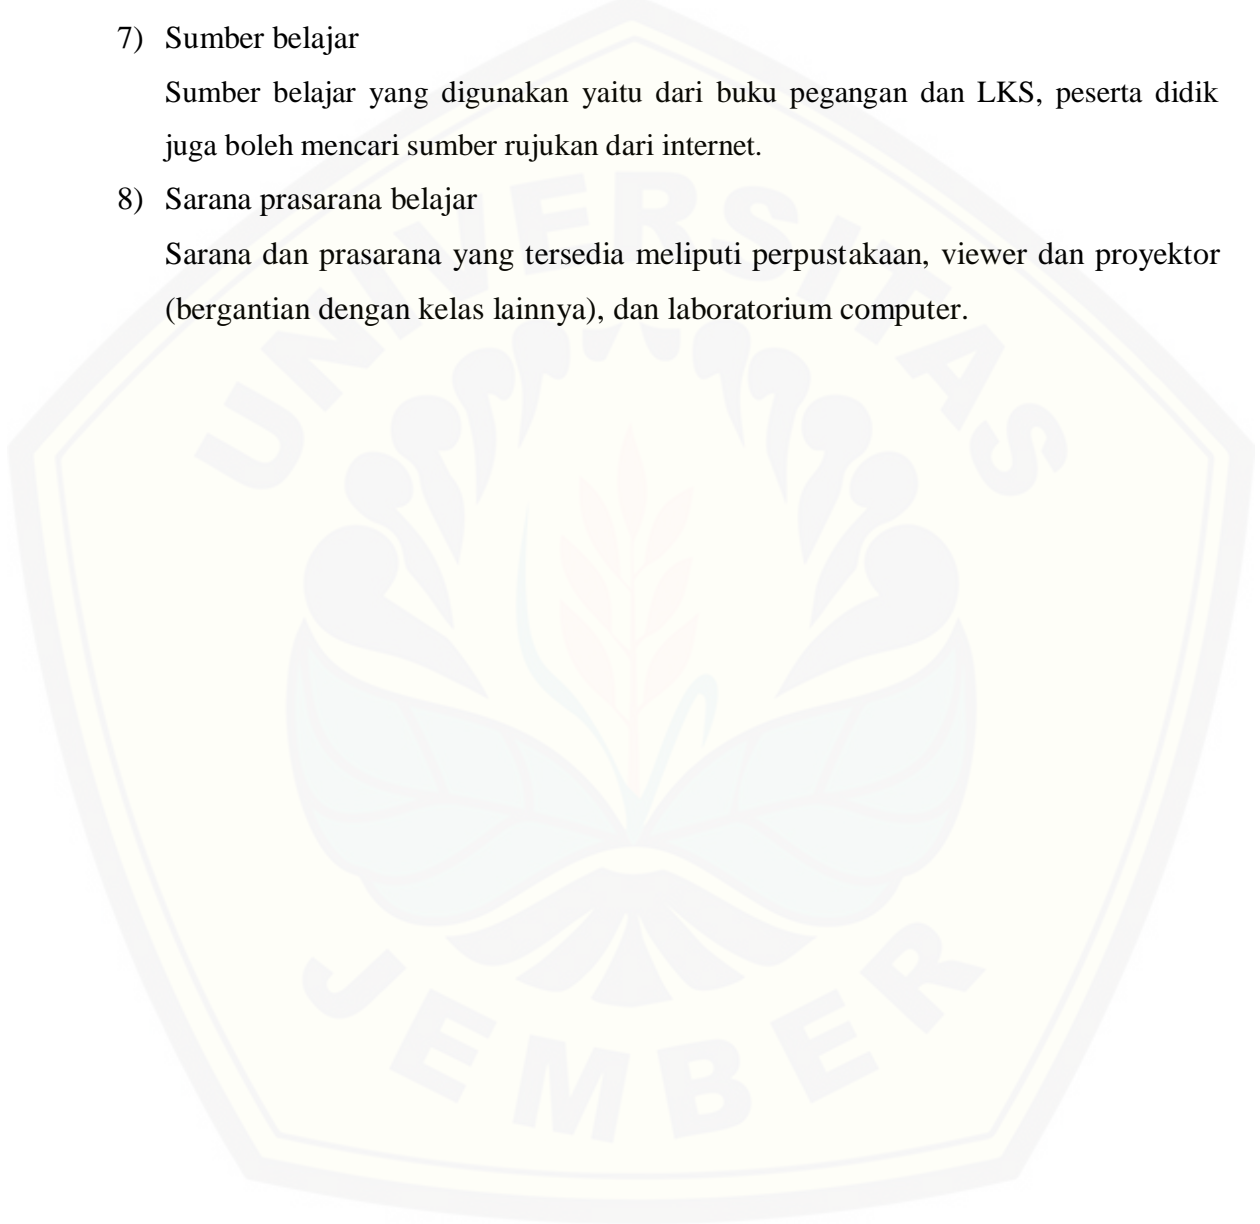 7) Sumber belajar
Sumber belajar yang digunakan yaitu dari buku pegangan dan LKS, peserta didik
juga boleh mencari sumber rujukan dari internet.
8) Sarana prasarana belajar
Sarana dan prasarana yang tersedia meliputi perpustakaan, viewer dan proyektor
(bergantian dengan kelas lainnya), dan laboratorium computer.
UNIVERSITAS
JEMBER